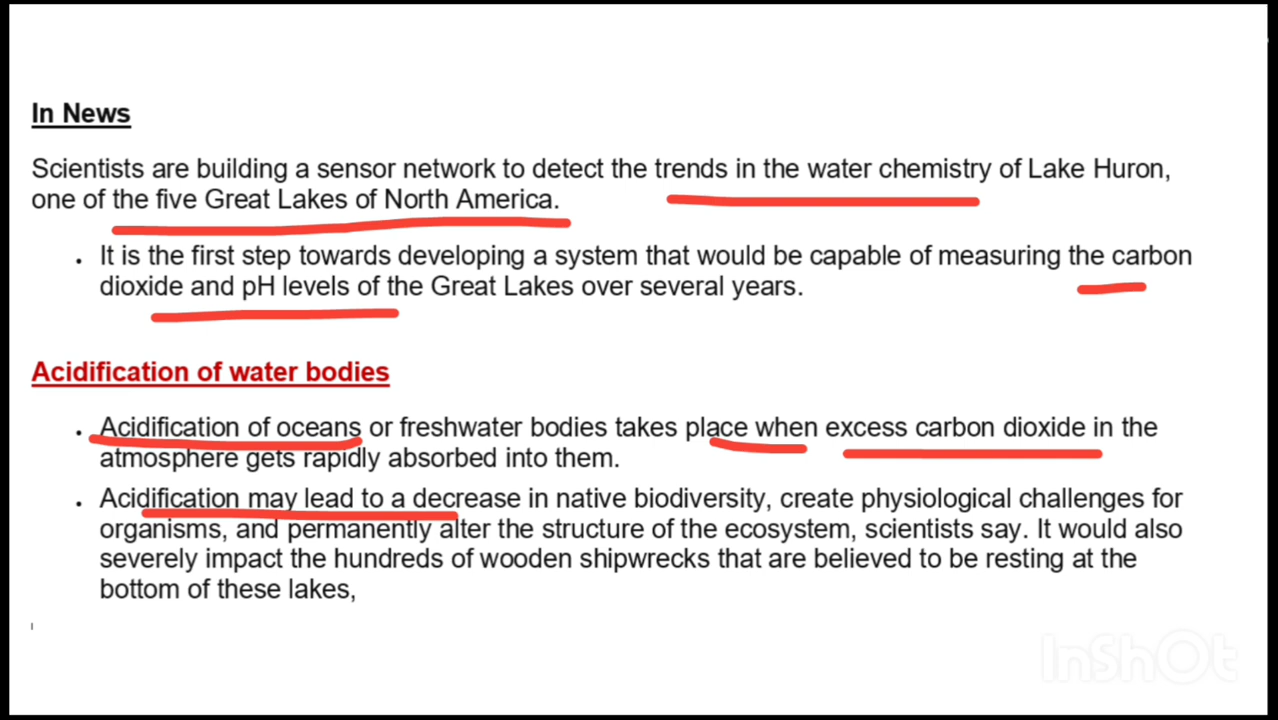 In News
Scientists are building a sensor network to detect the trends in the water chemistry of Lake Huron,
one of the five Great Lakes of North America.
• It is the first step towards developing a system that would be capable of measuring the carbon
dioxide and pH levels of the Great Lakes over several years.
Acidification of water bodies
• Acidification of oceans or freshwater bodies takes place when excess carbon dioxide in the
atmosphere gets rapidly absorbed into them.
• Acidification may lead to a decrease in native biodiversity, create physiological challenges for
organisms, and permanently alter the structure of the ecosystem, scientists say. It would also
severely impact the hundreds of wooden shipwrecks that are believed to be resting at the
bottom of these lakes,
InShOt